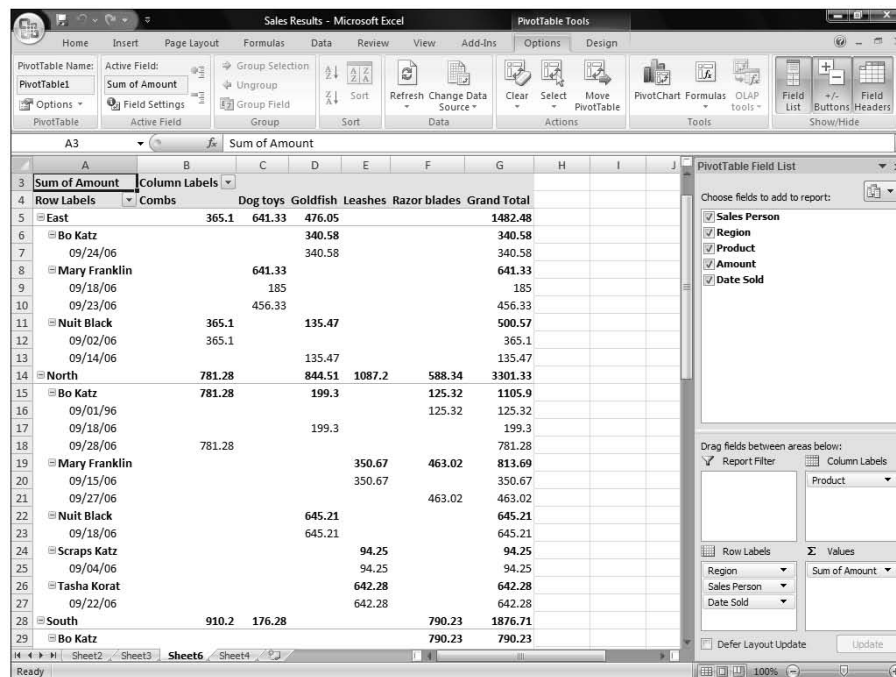 Sales Results - Microsoft Excel
PivotTable Tools
Home Insert Page Layout Formulas Data Review View Add-Ins Options Design
PivotTable Name:
PivotTable1
Options
PivotTable
Active Field:
Sum of Amount
Field Settings
Active Field
Group Selection
Ungroup
Group Field
Group
Sort
Sort
Refresh
Change Data Source
Data
Clear
Select
Move PivotTable
Actions
PivotChart
Formulas
OLAP tools
Tools
Field List
+/- Buttons
Field Headers
Show/Hide
A3 fx Sum of Amount
A B C D E F G H I J
3 Sum of Amount Column Labels
4 Row Labels Combs Dog toys Goldfish Leashes Razor blades Grand Total
5 East 365.1 641.33 476.05 1482.48
6 Bo Katz 340.58 340.58
7 09/24/06 340.58 340.58
8 Mary Franklin 641.33 641.33
9 09/18/06 185 185
10 09/23/06 456.33 456.33
11 Nuit Black 365.1 135.47 500.57
12 09/02/06 365.1 365.1
13 09/14/06 135.47 135.47
14 North 781.28 844.51 1087.2 588.34 3301.33
15 Bo Katz 781.28 199.3 125.32 1105.9
16 09/01/96 125.32 125.32
17 09/18/06 199.3 199.3
18 09/28/06 781.28 781.28
19 Mary Franklin 350.67 463.02 813.69
20 09/15/06 350.67 350.67
21 09/27/06 463.02 463.02
22 Nuit Black 645.21 645.21
23 09/18/06 645.21 645.21
24 Scraps Katz 94.25 94.25
25 09/04/06 94.25 94.25
26 Tasha Korat 642.28 642.28
27 09/22/06 642.28 642.28
28 South 910.2 176.28 790.23 1876.71
29 Bo Katz 790.23 790.23
Sheet2 Sheet3 Sheet6 Sheet4
Ready
100%
PivotTable Field List
Choose fields to add to report:
Sales Person
Region
Product
Amount
Date Sold
Drag fields between areas below:
Report Filter
Column Labels
Product
Row Labels
Σ Values
Region
Sum of Amount
Sales Person
Date Sold
Defer Layout Update
Update